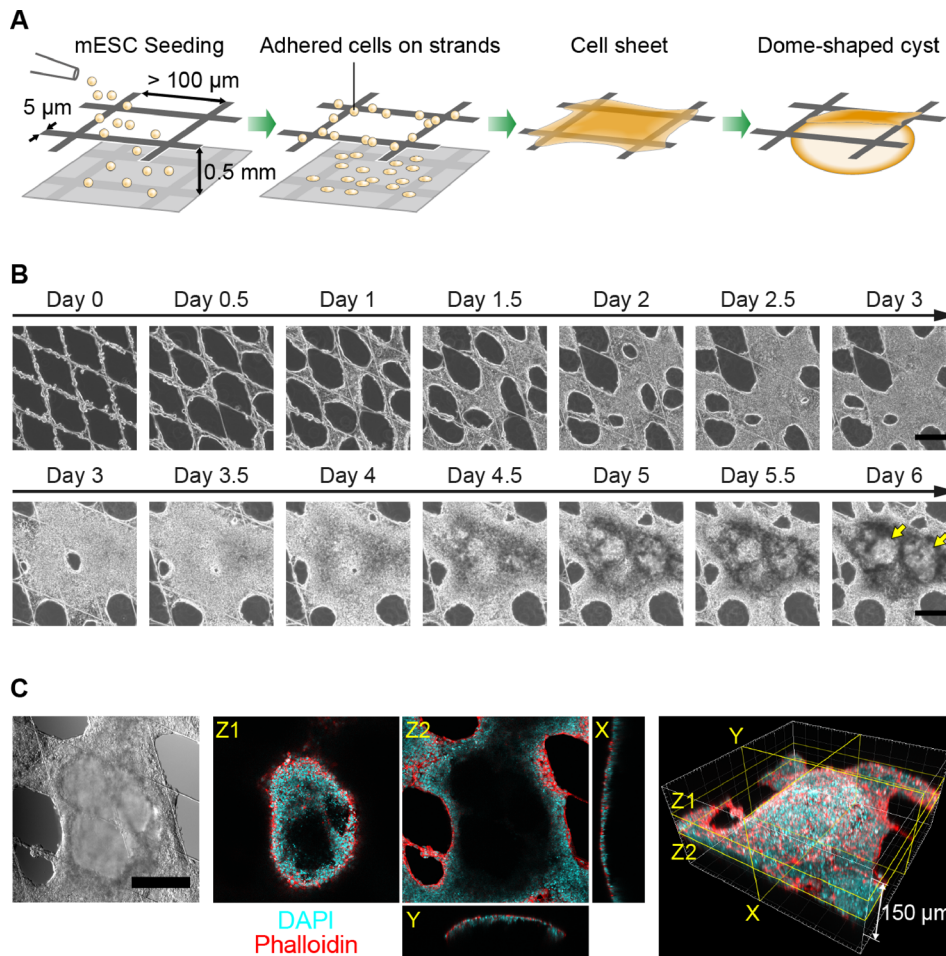 A
mESC Seeding
Adhered cells on strands
Cell sheet
Dome-shaped cyst
> 100 µm
5 µm
0.5 mm
B
Day 0 Day 0.5 Day 1 Day 1.5 Day 2 Day 2.5 Day 3
Day 3 Day 3.5 Day 4 Day 4.5 Day 5 Day 5.5 Day 6
C
Z1
Z2
X
Y
DAPI
Phalloidin
Y
Z1
Z2
X
150 µm